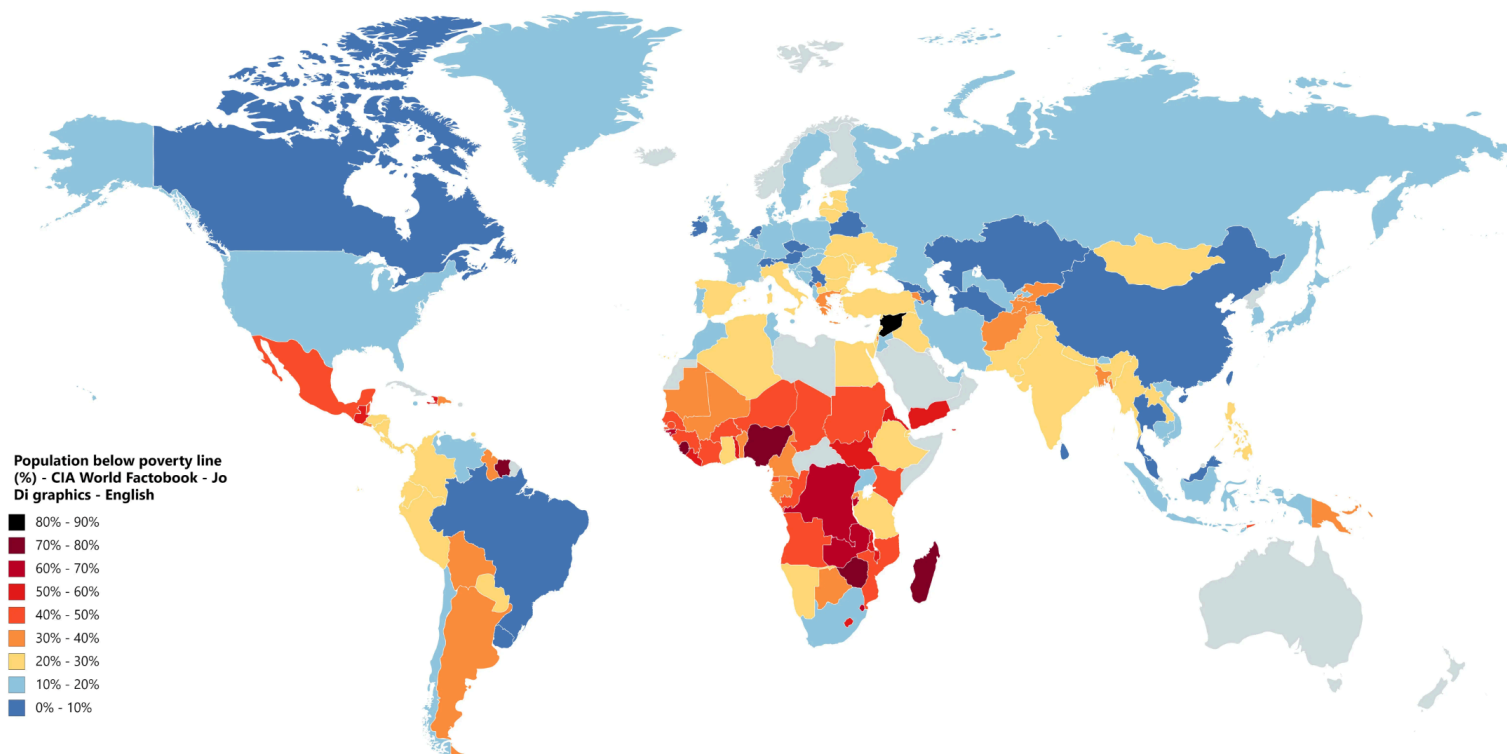 Population below poverty line
(%) - CIA World Factobook - Jo
Di graphics - English
80% - 90%
70% - 80%
60% - 70%
50% - 60%
40% - 50%
30% - 40%
20% - 30%
10% - 20%
0% - 10%